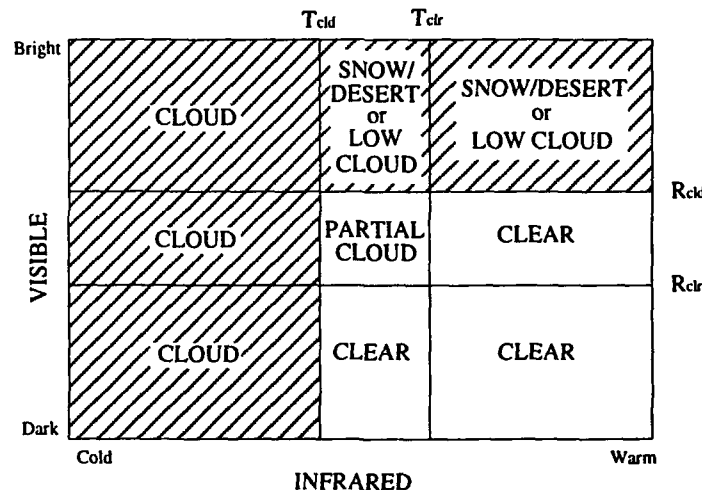 Tcld Tclr
Bright
CLOUD
SNOW/
DESERT
or
LOW
CLOUD
SNOW/DESERT
or
LOW CLOUD
Rcld
VISIBLE
CLOUD
PARTIAL
CLOUD
CLEAR
Rclr
CLOUD
CLEAR
CLEAR
Dark
Cold
Warm
INFRARED